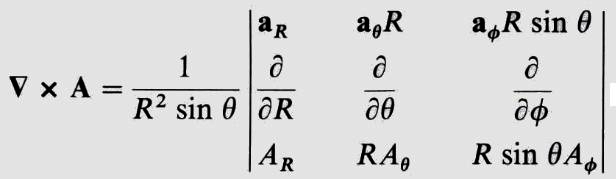 ∇ × A = 1/(R² sin θ) | a_R a_θR a_ϕR sin θ |
| ∂/∂R ∂/∂θ ∂/∂ϕ |
| A_R RA_θ R sin θA_ϕ |